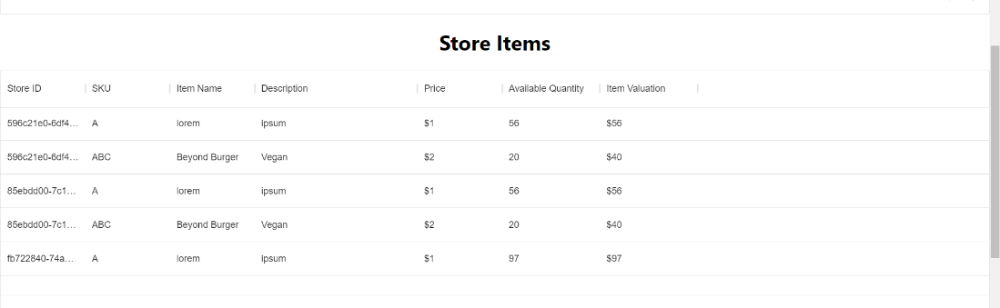 Store Items
Store ID SKU Item Name Description Price Available Quantity Item Valuation
596c21e0-6df4... A lorem ipsum $1 56 $56
596c21e0-6df4... ABC Beyond Burger Vegan $2 20 $40
85ebdd00-7c1... A lorem ipsum $1 56 $56
85ebdd00-7c1... ABC Beyond Burger Vegan $2 20 $40
fb722840-74a... A lorem ipsum $1 97 $97